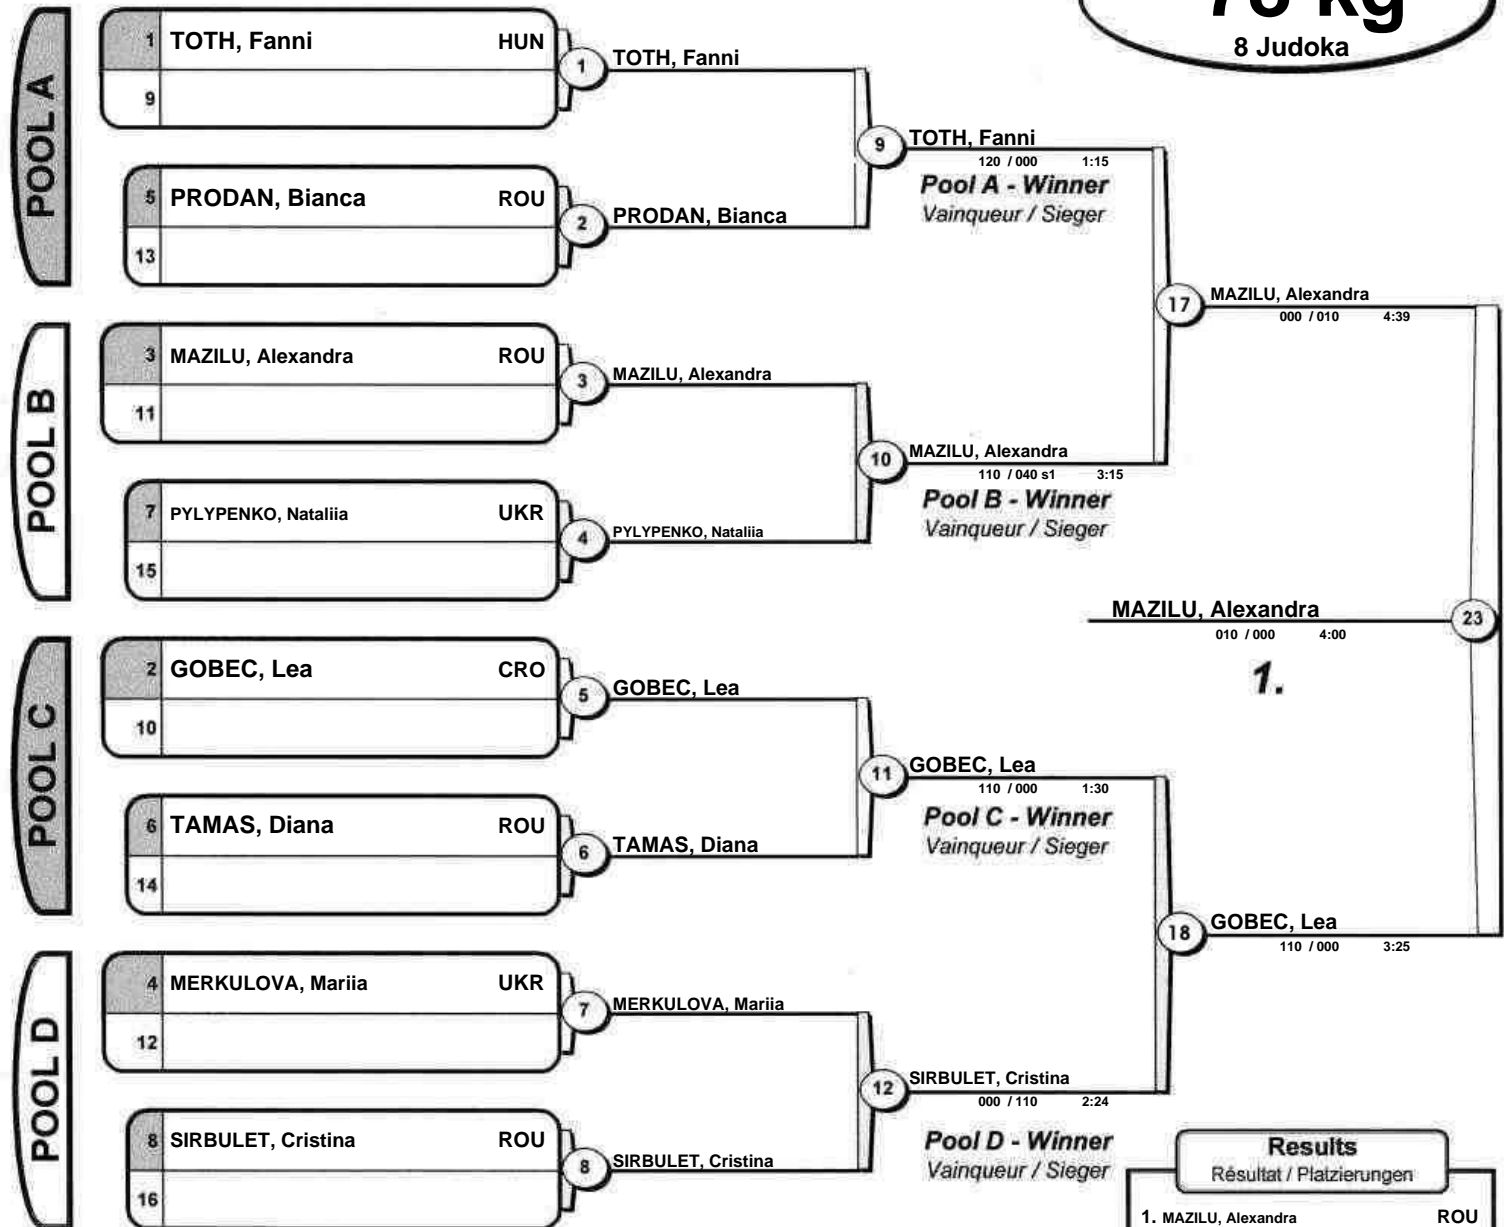 78 kg
8 Judoka
POOL A
1 TOTH, Fanni HUN
9
1 TOTH, Fanni
5 PRODAN, Bianca ROU
13
2 PRODAN, Bianca
9 TOTH, Fanni
120 / 000 1:15
Pool A - Winner
Vainqueur / Sieger
POOL B
3 MAZILU, Alexandra ROU
11
3 MAZILU, Alexandra
7 PYLYPENKO, Nataliia UKR
15
4 PYLYPENKO, Nataliia
10 MAZILU, Alexandra
110 / 040 s1 3:15
Pool B - Winner
Vainqueur / Sieger
17 MAZILU, Alexandra
000 / 010 4:39
MAZILU, Alexandra 23
010 / 000 4:00
1.
POOL C
2 GOBEC, Lea CRO
10
5 GOBEC, Lea
6 TAMAS, Diana ROU
14
6 TAMAS, Diana
11 GOBEC, Lea
110 / 000 1:30
Pool C - Winner
Vainqueur / Sieger
18 GOBEC, Lea
110 / 000 3:25
POOL D
4 MERKULOVA, Mariia UKR
12
7 MERKULOVA, Mariia
8 SIRBULET, Cristina ROU
16
8 SIRBULET, Cristina
12 SIRBULET, Cristina
000 / 110 2:24
Pool D - Winner
Vainqueur / Sieger
Results
Résultat / Platzierungen
1. MAZILU, Alexandra ROU